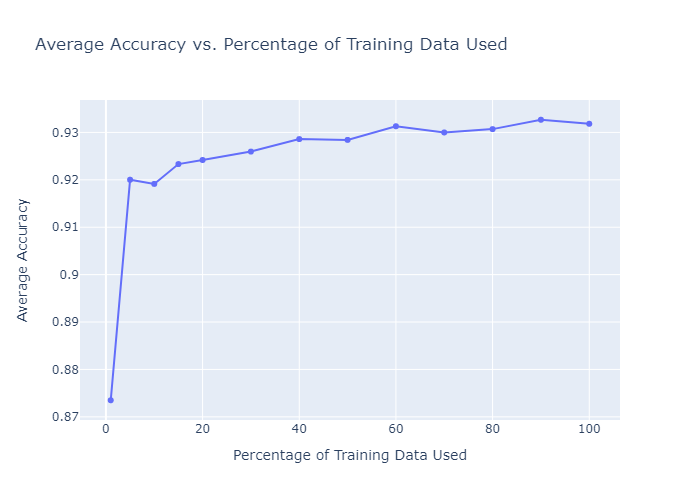 Average Accuracy vs. Percentage of Training Data Used
0.93
0.92
0.91
0.9
0.89
0.88
0.87
Average Accuracy
0 20 40 60 80 100
Percentage of Training Data Used